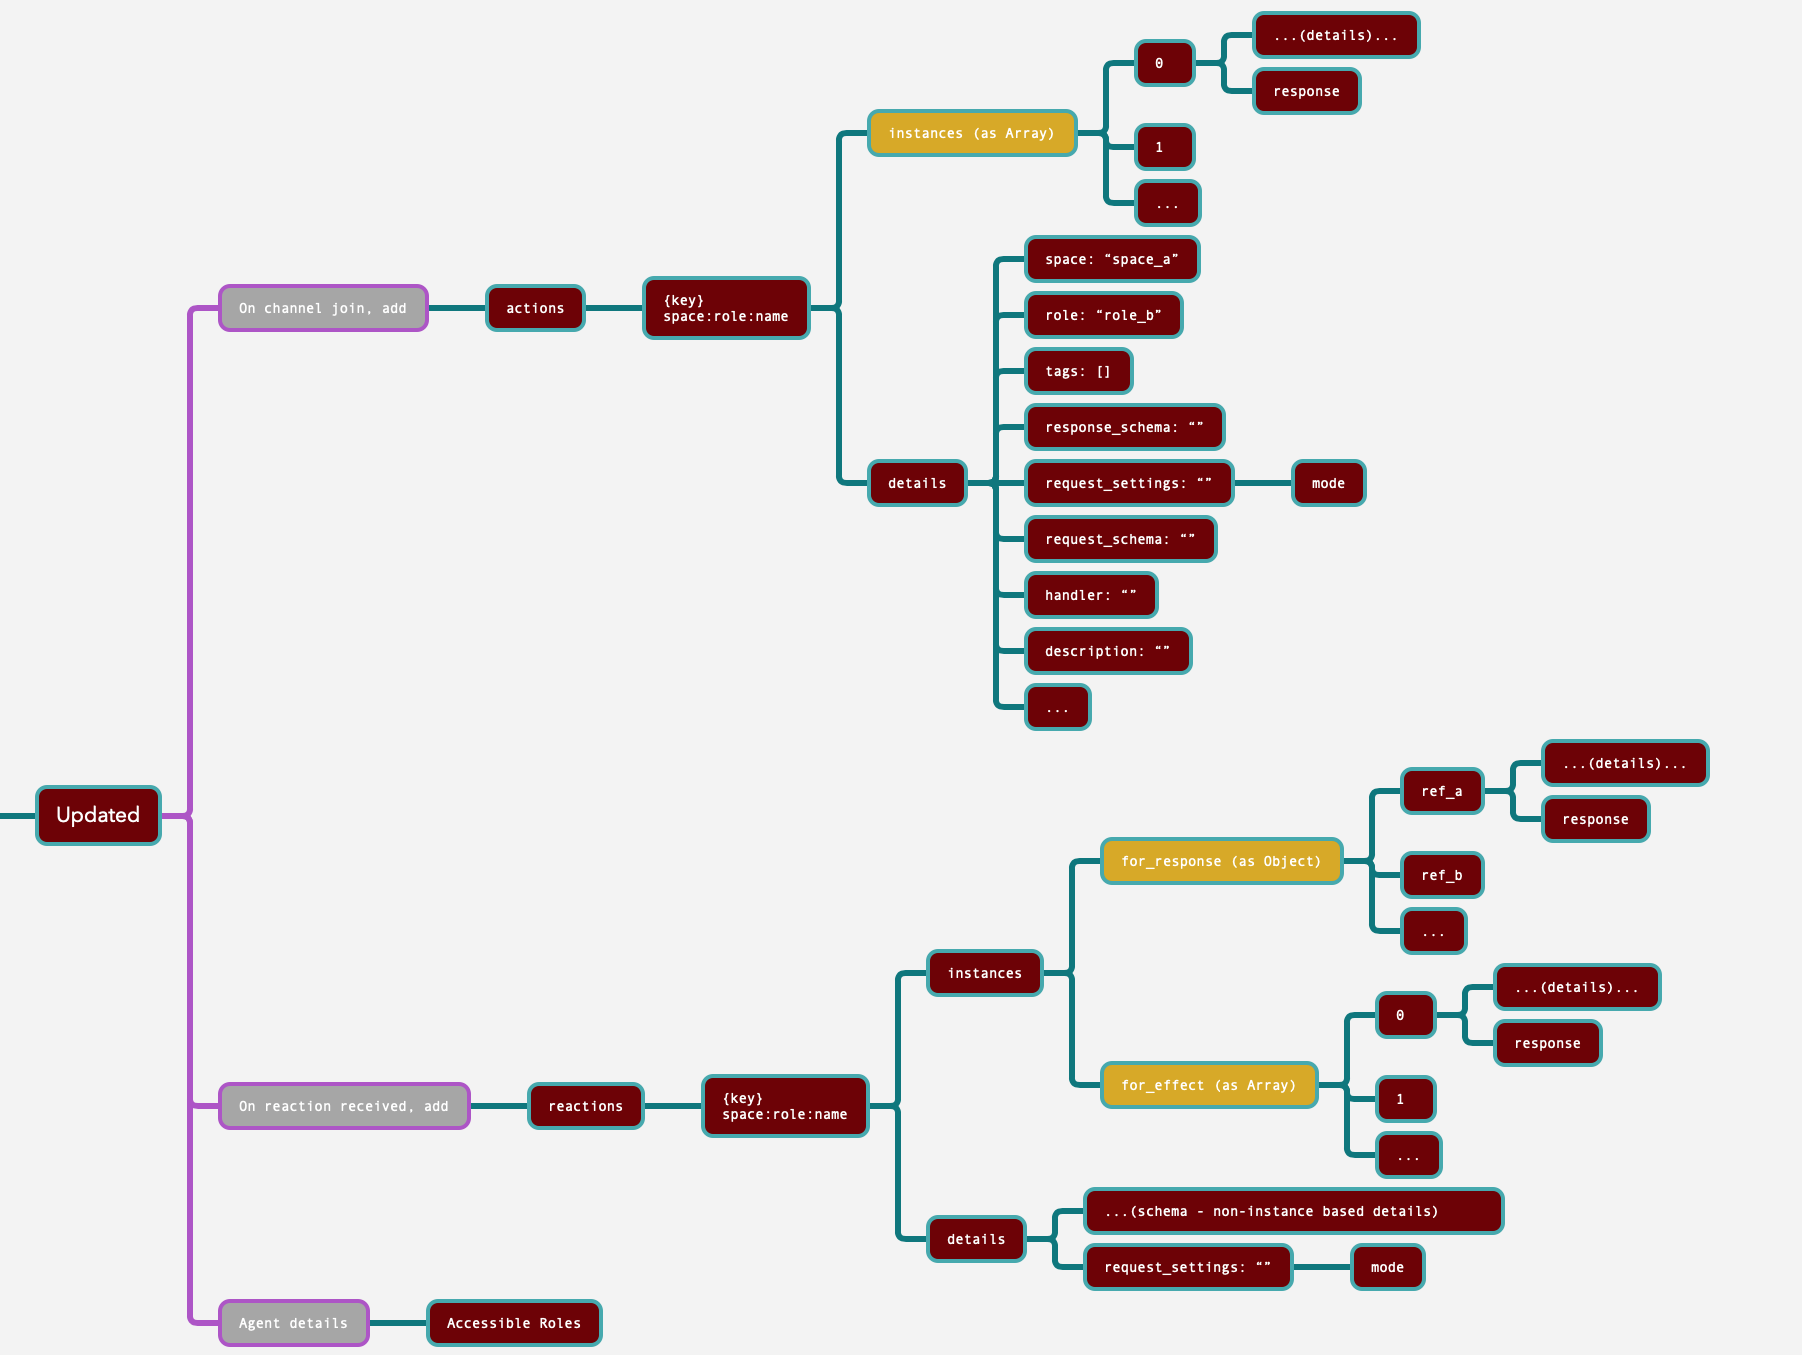 Updated
On channel join, add
actions
{key}
space:role:name
instances (as Array)
0
...(details)...
response
1
...
details
space: “space_a”
role: “role_b”
tags: []
response_schema: “”
request_settings: “”
mode
request_schema: “”
handler: “”
description: “”
...
On reaction received, add
reactions
{key}
space:role:name
instances
for_response (as Object)
ref_a
...(details)...
response
ref_b
...
for_effect (as Array)
0
...(details)...
response
1
...
details
...(schema - non-instance based details)
request_settings: “”
mode
Agent details
Accessible Roles